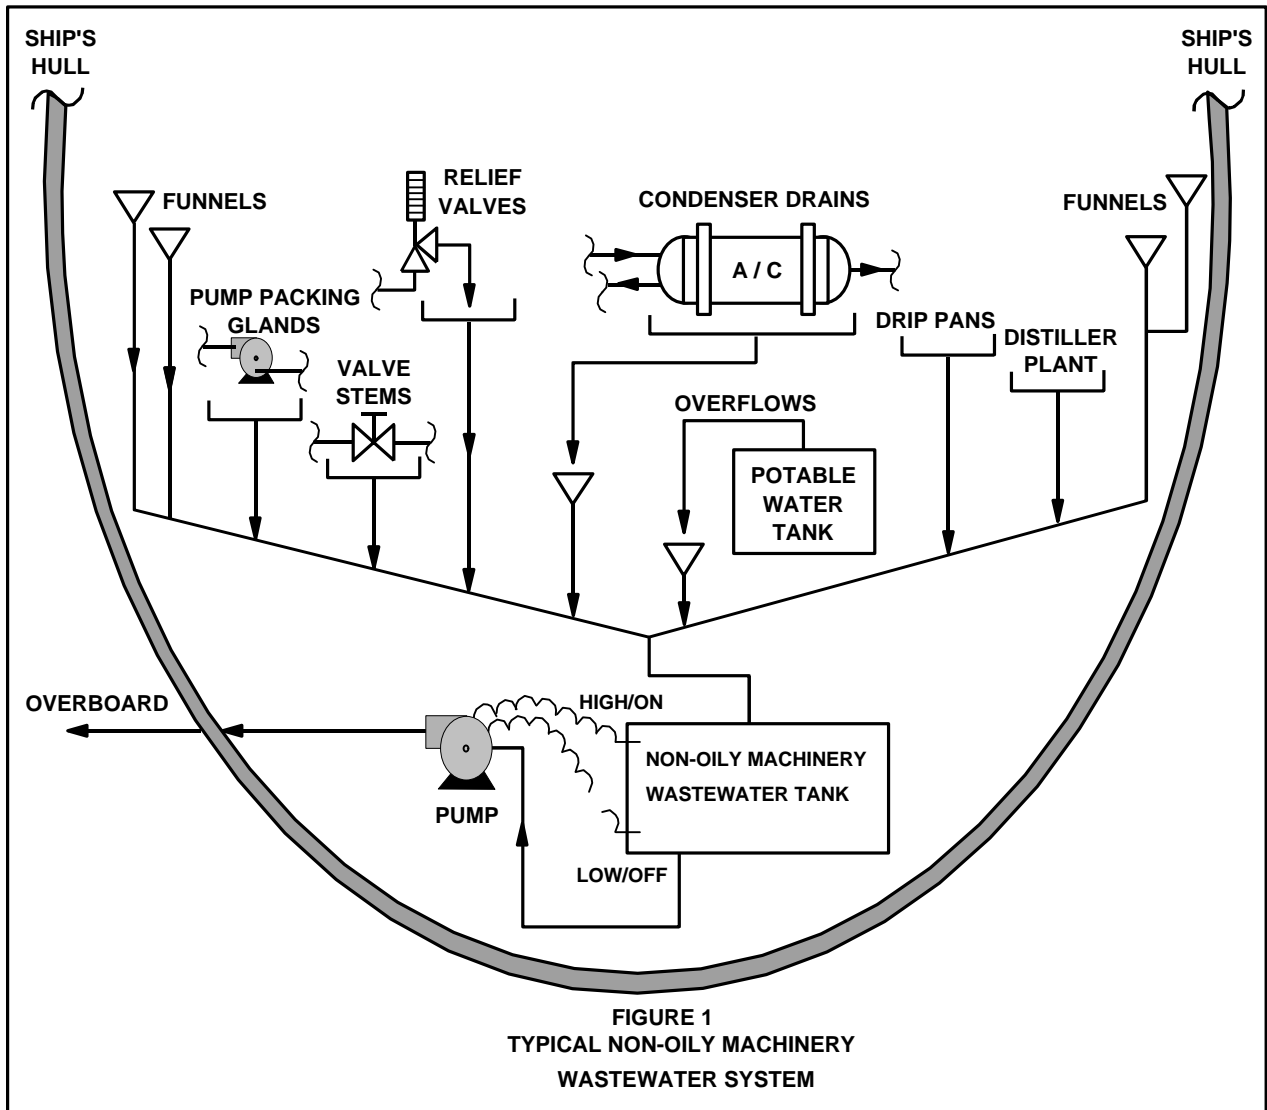 SHIP'S
HULL
SHIP'S
HULL
FUNNELS
RELIEF
VALVES
CONDENSER DRAINS
FUNNELS
A / C
PUMP PACKING
GLANDS
DRIP PANS
DISTILLER
PLANT
VALVE
STEMS
OVERFLOWS
POTABLE
WATER
TANK
OVERBOARD
HIGH/ON
NON-OILY MACHINERY
WASTEWATER TANK
PUMP
LOW/OFF
FIGURE 1
TYPICAL NON-OILY MACHINERY
WASTEWATER SYSTEM